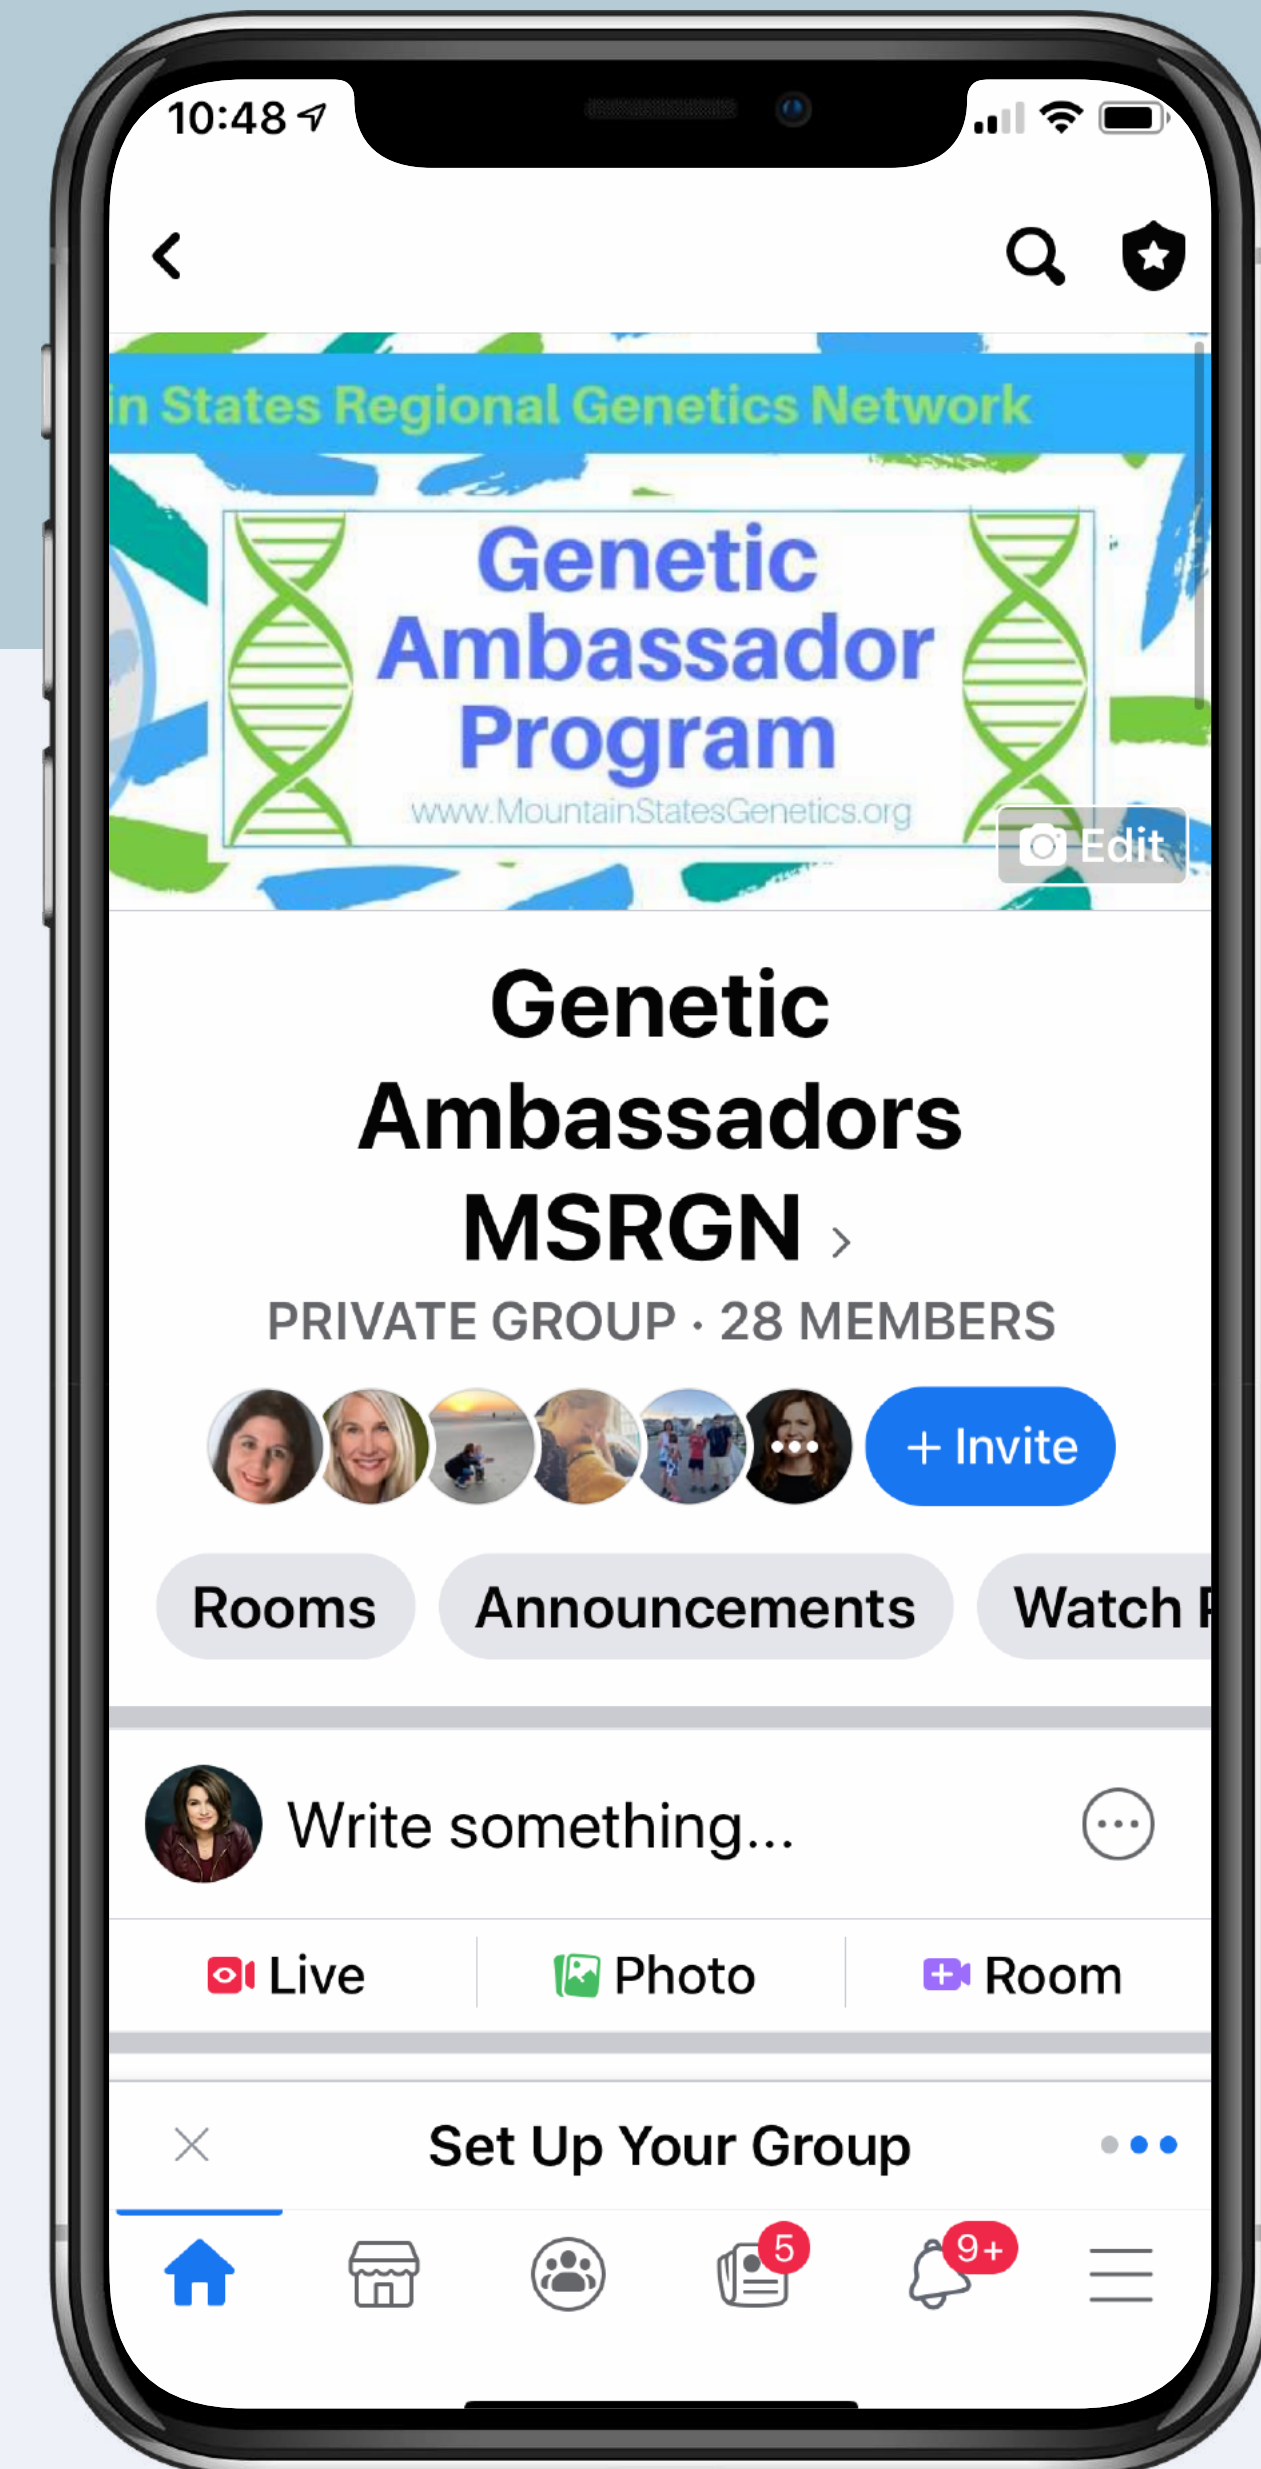 10:48
in States Regional Genetics Network
Genetic
Ambassador
Program
www.MountainStatesGenetics.org
Edit
Genetic
Ambassadors
MSRGN
PRIVATE GROUP · 28 MEMBERS
+ Invite
Rooms
Announcements
Watch
Write something...
Live
Photo
Room
Set Up Your Group
5
9+